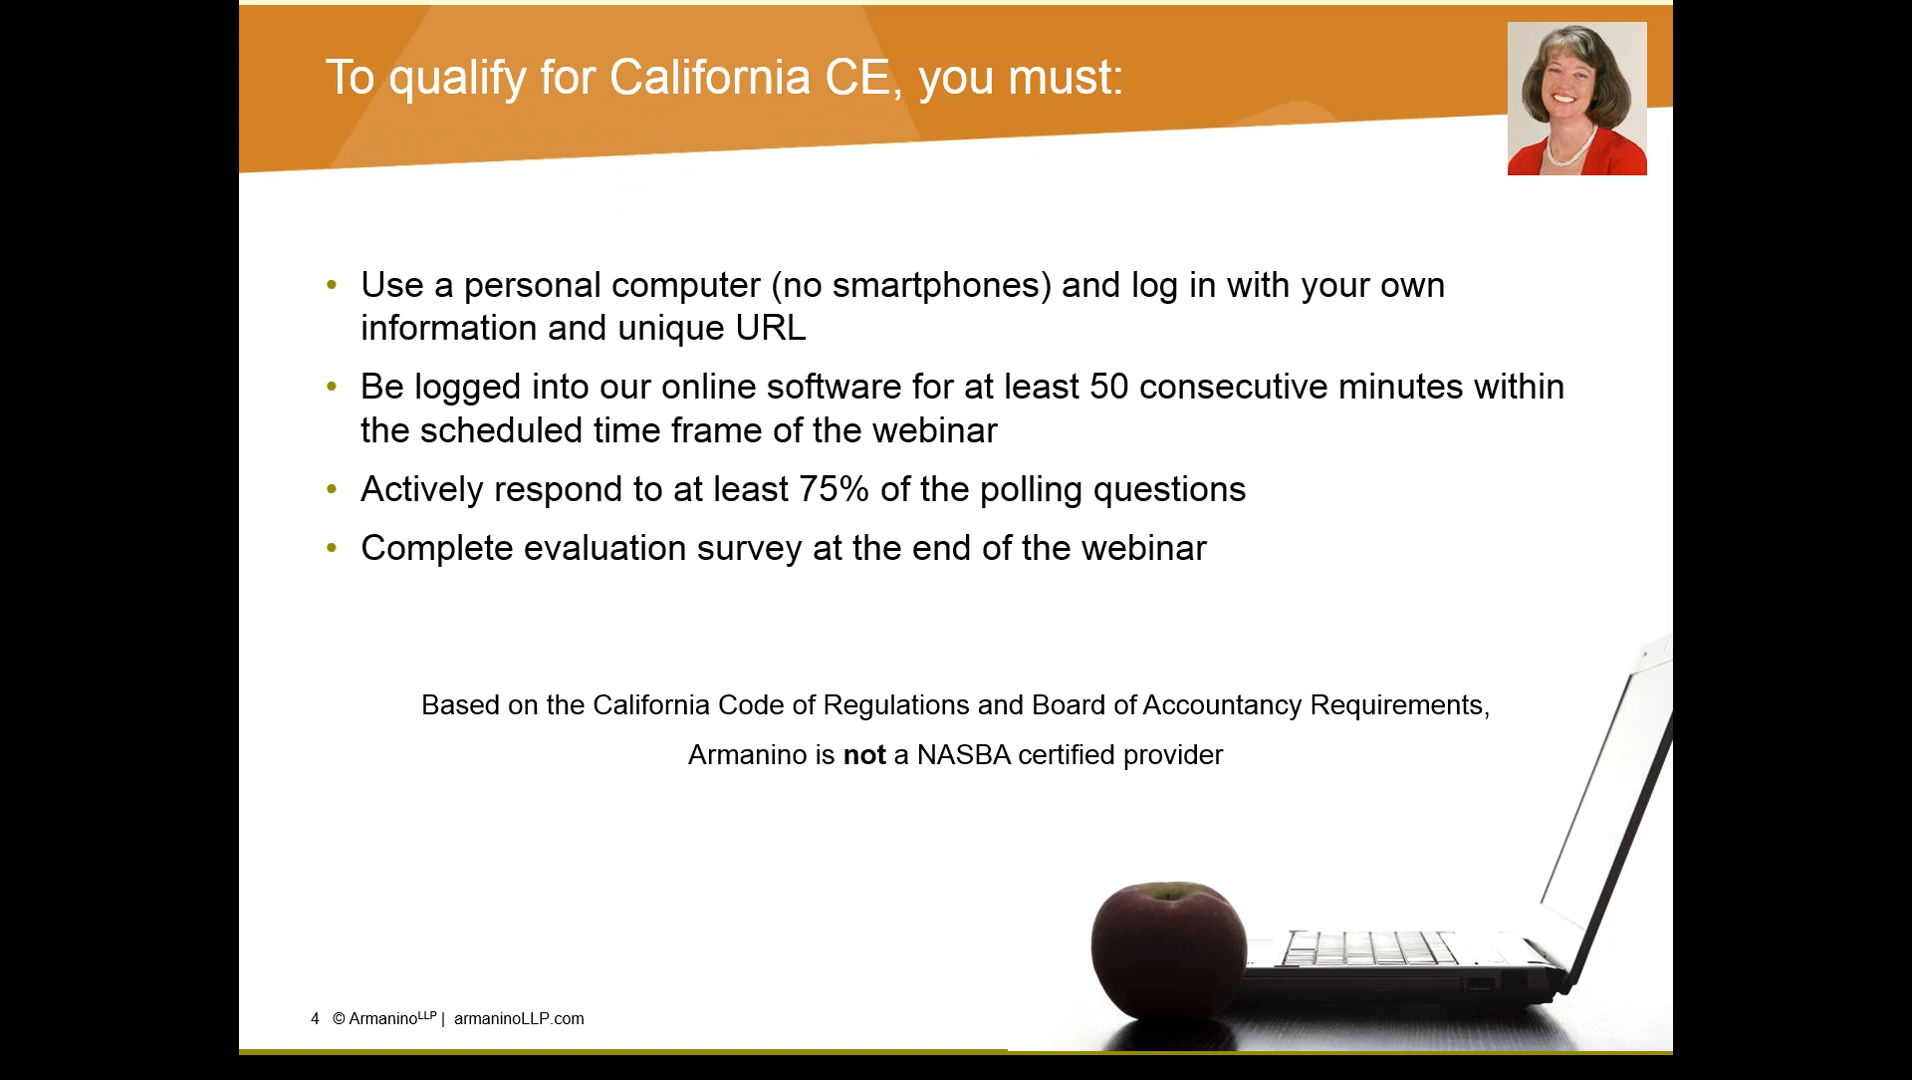 To qualify for California CE, you must:
• Use a personal computer (no smartphones) and log in with your own
information and unique URL
• Be logged into our online software for at least 50 consecutive minutes within
the scheduled time frame of the webinar
• Actively respond to at least 75% of the polling questions
• Complete evaluation survey at the end of the webinar
Based on the California Code of Regulations and Board of Accountancy Requirements,
Armanino is not a NASBA certified provider
4 © ArmaninoLLP | armaninoLLP.com